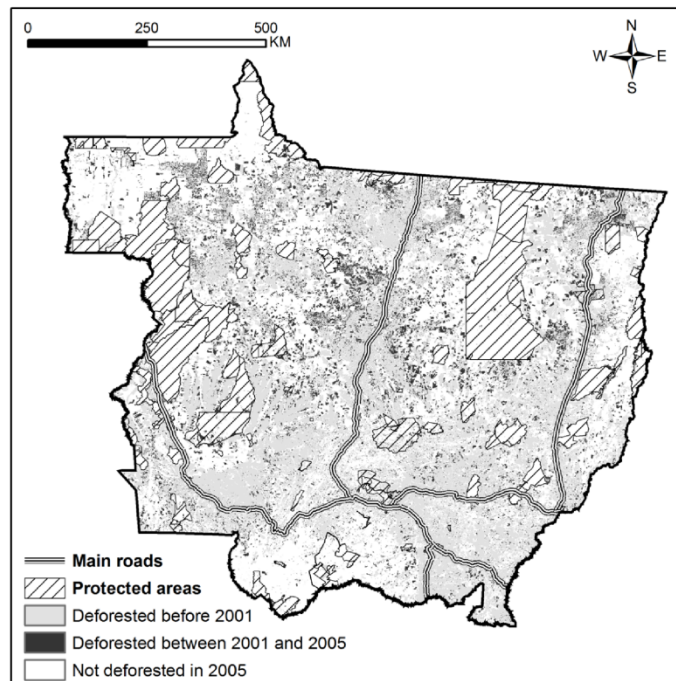 0 250 500
KM
N
W E
S
Main roads
Protected areas
Deforested before 2001
Deforested between 2001 and 2005
Not deforested in 2005